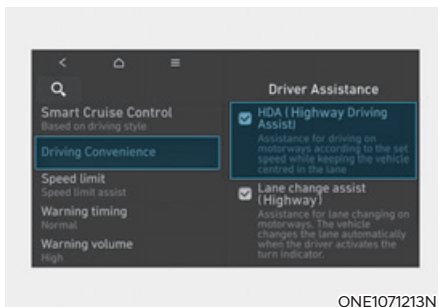 Driver Assistance
Smart Cruise Control
Based on driving style
Driving Convenience
Speed limit
Speed limit assist
Warning timing
Normal
Warning volume
High
HDA ( Highway Driving
Assist)
Assistance for driving on
motorways according to the set
speed while keeping the vehicle
centred in the lane
Lane change assist
(Highway)
Assistance for lane changing on
motorways. The vehicle
changes the lane automatically
when the driver activates the
turn indicator.
ONE1071213N